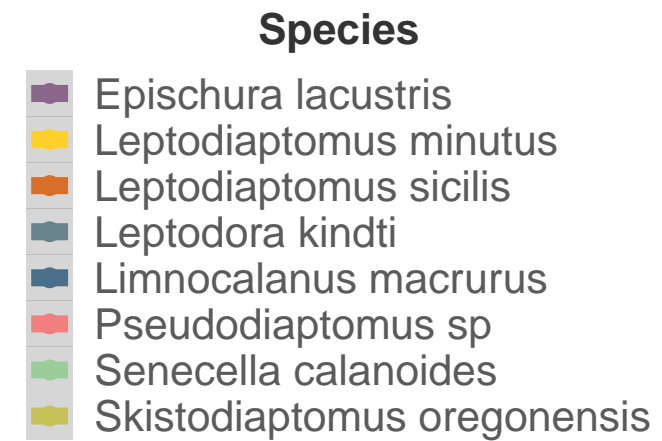 Species
Epischura lacustris
Leptodiaptomus minutus
Leptodiaptomus sicilis
Leptodora kindti
Limnocalanus macrurus
Pseudodiaptomus sp
Senecella calanoides
Skistodiaptomus oregonensis